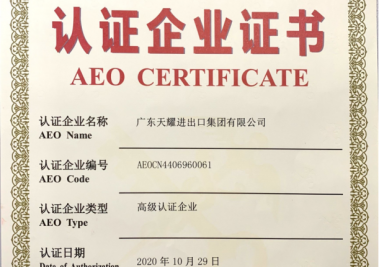 认证企业证书
AEO CERTIFICATE
认证企业名称 广东天耀进出口集团有限公司
AEO Name
认证企业编号 AEOCN4406960061
AEO Code
认证企业类型 高级认证企业
AEO Type
认证日期 2020 年 10 月 29 日
Date of Authorization